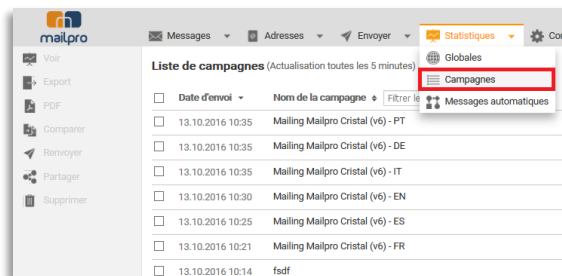 mailpro
Messages Adresses Envoyer Statistiques
Voir
Export
PDF
Comparer
Renvoyer
Partager
Supprimer
Globales
Campagnes
Messages automatiques
Liste de campagnes (Actualisation toutes les 5 minutes)
Date d'envoi Nom de la campagne Filtrer
13.10.2016 10:35 Mailing Mailpro Cristal (v6) - PT
13.10.2016 10:35 Mailing Mailpro Cristal (v6) - DE
13.10.2016 10:35 Mailing Mailpro Cristal (v6) - IT
13.10.2016 10:30 Mailing Mailpro Cristal (v6) - EN
13.10.2016 10:25 Mailing Mailpro Cristal (v6) - ES
13.10.2016 10:21 Mailing Mailpro Cristal (v6) - FR
13.10.2016 10:14 fsdf